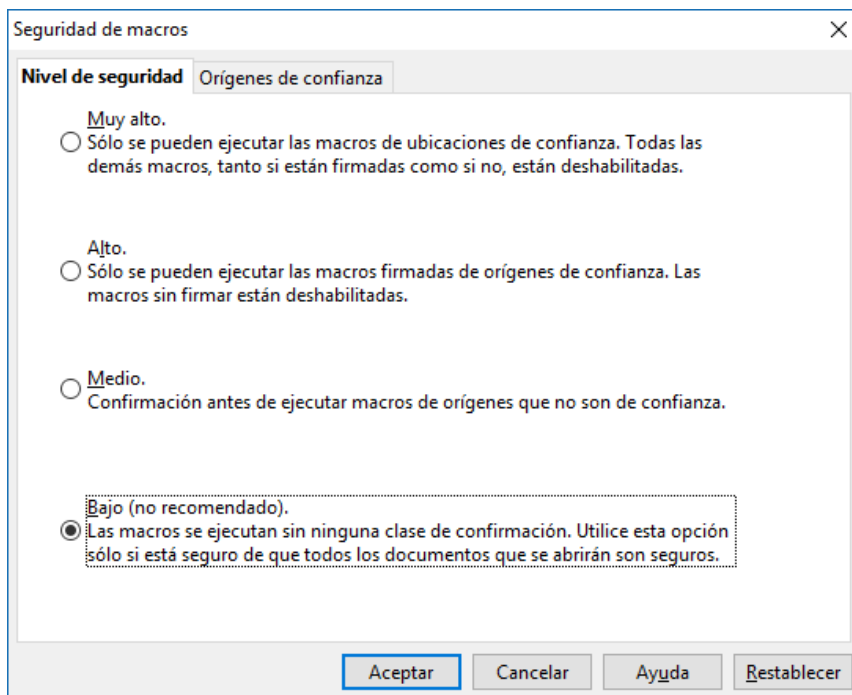 Seguridad de macros
Nivel de seguridad
Orígenes de confianza
Muy alto.
Sólo se pueden ejecutar las macros de ubicaciones de confianza. Todas las
demás macros, tanto si están firmadas como si no, están deshabilitadas.
Alto.
Sólo se pueden ejecutar las macros firmadas de orígenes de confianza. Las
macros sin firmar están deshabilitadas.
Medio.
Confirmación antes de ejecutar macros de orígenes que no son de confianza.
Bajo (no recomendado).
Las macros se ejecutan sin ninguna clase de confirmación. Utilice esta opción
sólo si está seguro de que todos los documentos que se abrirán son seguros.
Aceptar
Cancelar
Ayuda
Restablecer